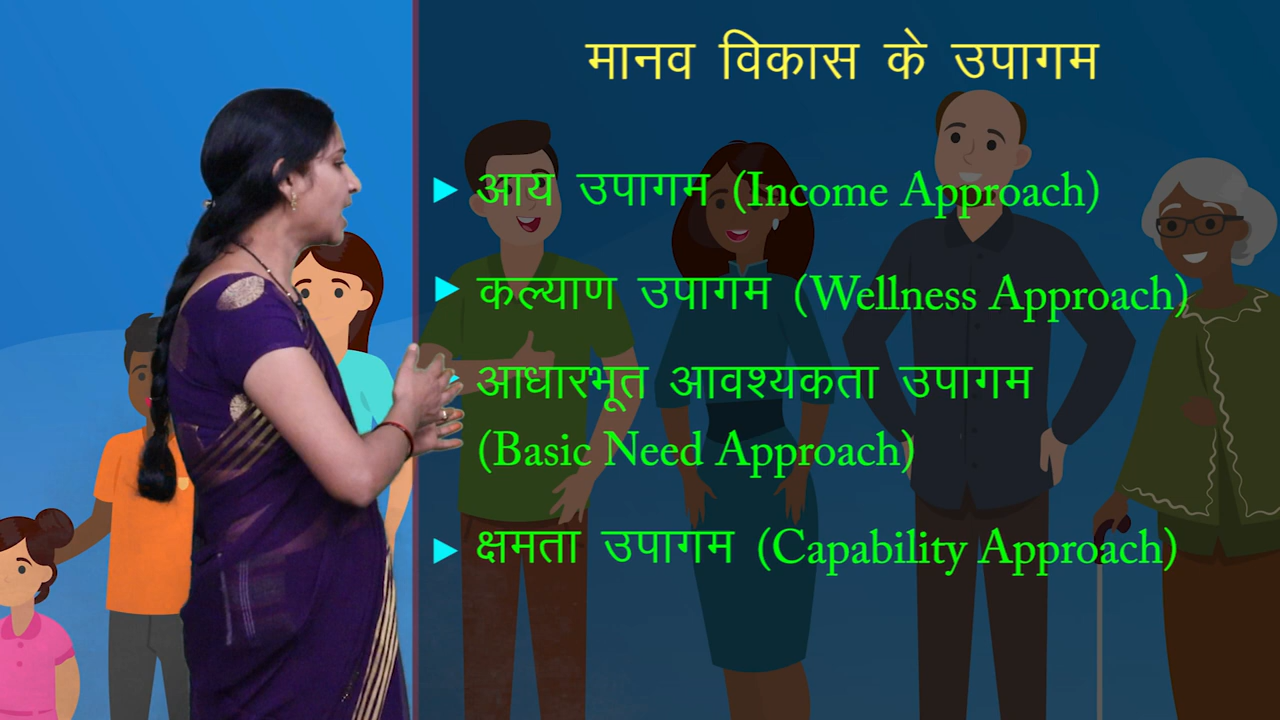 मानव विकास के उपागम
आय उपागम (Income Approach)
कल्याण उपागम (Wellness Approach)
आधारभूत आवश्यकता उपागम
(Basic Need Approach)
क्षमता उपागम (Capability Approach)